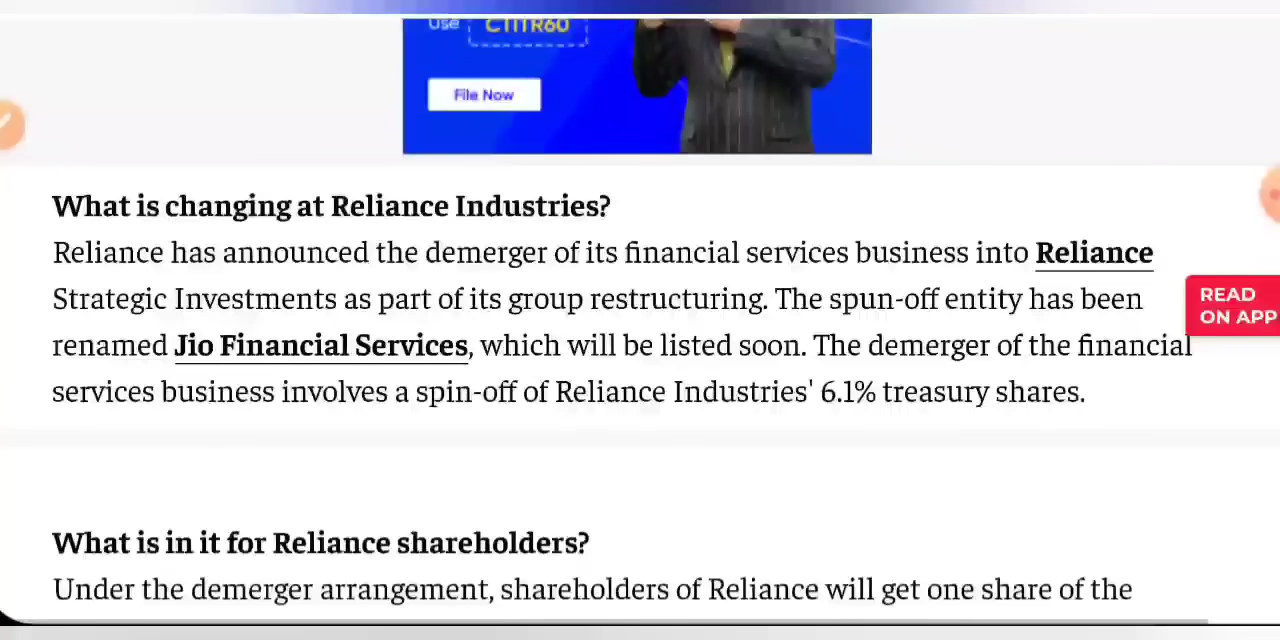 Use CTITR60
File Now
What is changing at Reliance Industries?
Reliance has announced the demerger of its financial services business into Reliance
Strategic Investments as part of its group restructuring. The spun-off entity has been
renamed Jio Financial Services, which will be listed soon. The demerger of the financial
services business involves a spin-off of Reliance Industries' 6.1% treasury shares.
READ
ON APP
What is in it for Reliance shareholders?
Under the demerger arrangement, shareholders of Reliance will get one share of the